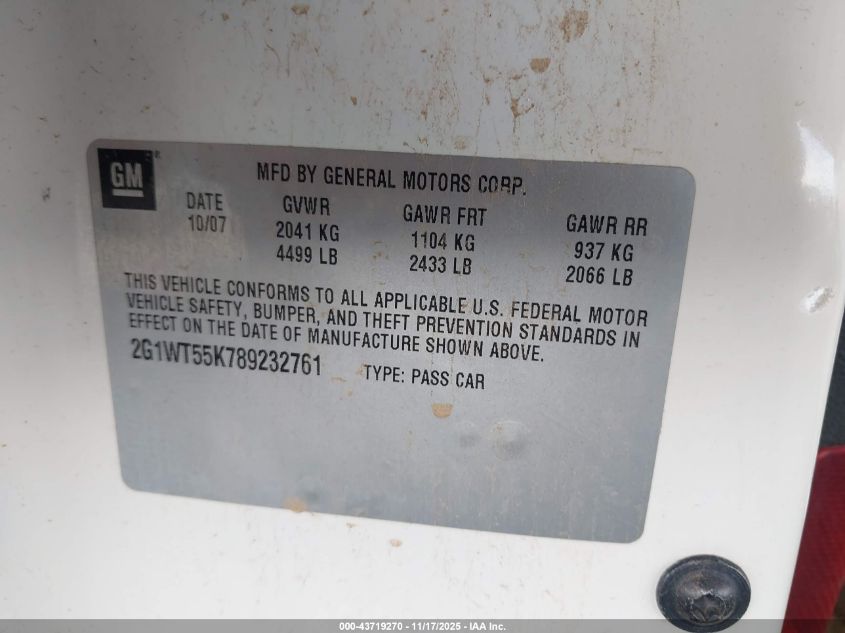 GM
MFD BY GENERAL MOTORS CORP.
DATE GVWR GAWR FRT GAWR RR
10/07 2041 KG 1104 KG 937 KG
4499 LB 2433 LB 2066 LB
THIS VEHICLE CONFORMS TO ALL APPLICABLE U.S. FEDERAL MOTOR
VEHICLE SAFETY, BUMPER, AND THEFT PREVENTION STANDARDS IN
EFFECT ON THE DATE OF MANUFACTURE SHOWN ABOVE.
2G1WT55K789232761 TYPE: PASS CAR
000-43719270 - 11/17/2025 - IAA Inc.